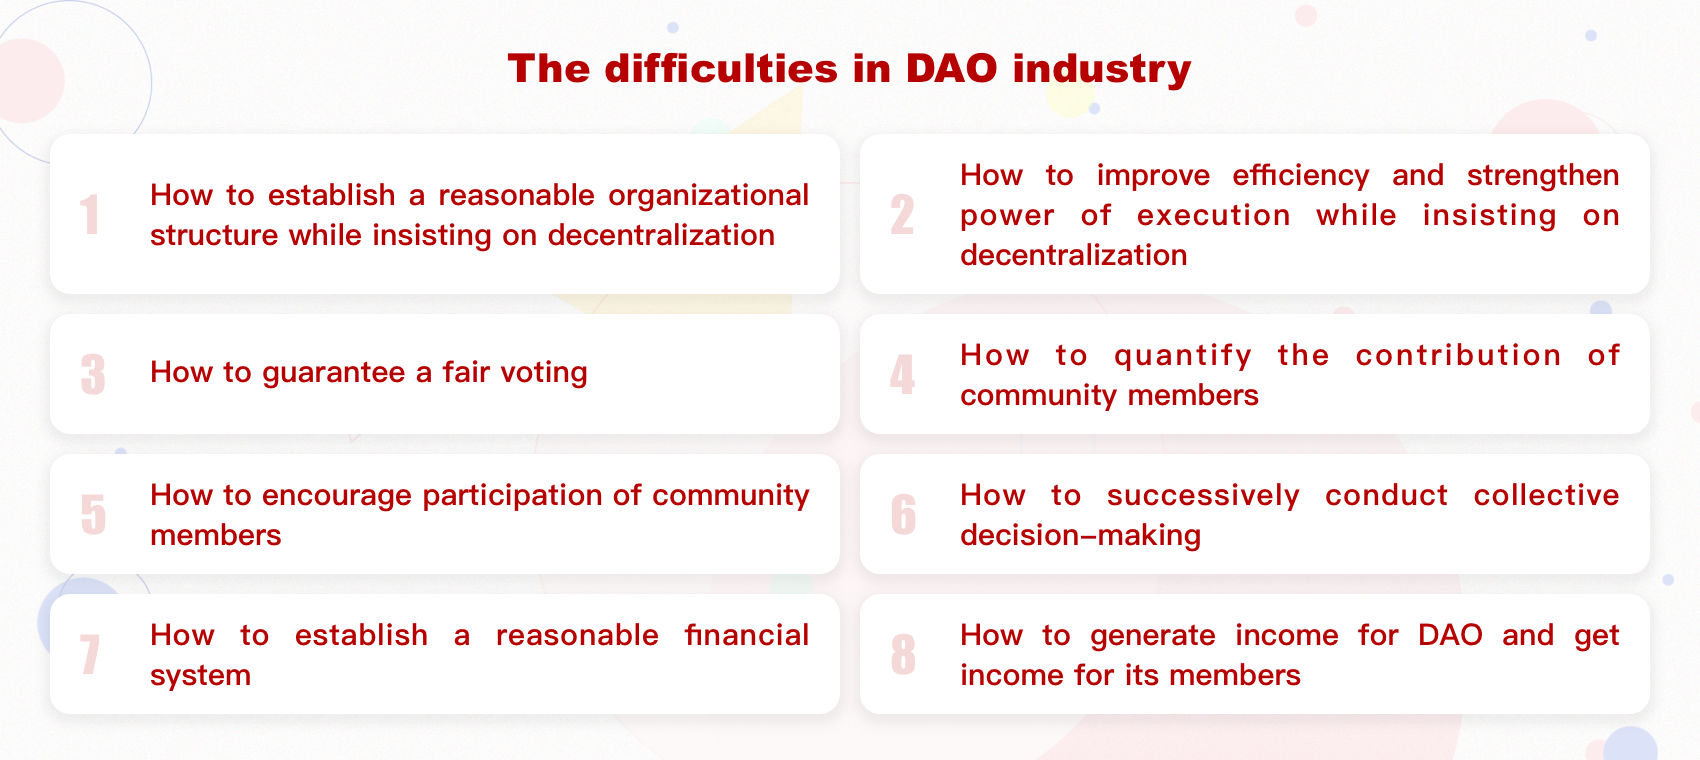 The difficulties in DAO industry
1
How to establish a reasonable organizational
structure while insisting on decentralization
2
How to improve efficiency and strengthen
power of execution while insisting on
decentralization
3
How to guarantee a fair voting
4
How to quantify the contribution of
community members
5
How to encourage participation of community
members
6
How to successively conduct collective
decision–making
7
How to establish a reasonable financial
system
8
How to generate income for DAO and get
income for its members